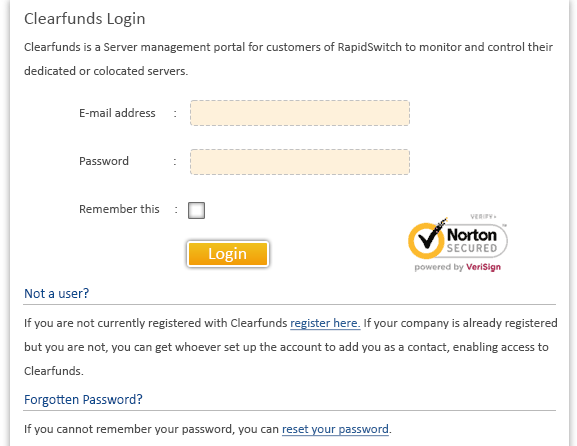 Clearfunds Login
Clearfunds is a Server management portal for customers of RapidSwitch to monitor and control their
dedicated or colocated servers.
E-mail address :
Password :
Remember this :
Login
VERIFY▸
Norton™
SECURED
powered by VeriSign
Not a user?
If you are not currently registered with Clearfunds register here. If your company is already registered
but you are not, you can get whoever set up the account to add you as a contact, enabling access to
Clearfunds.
Forgotten Password?
If you cannot remember your password, you can reset your password.